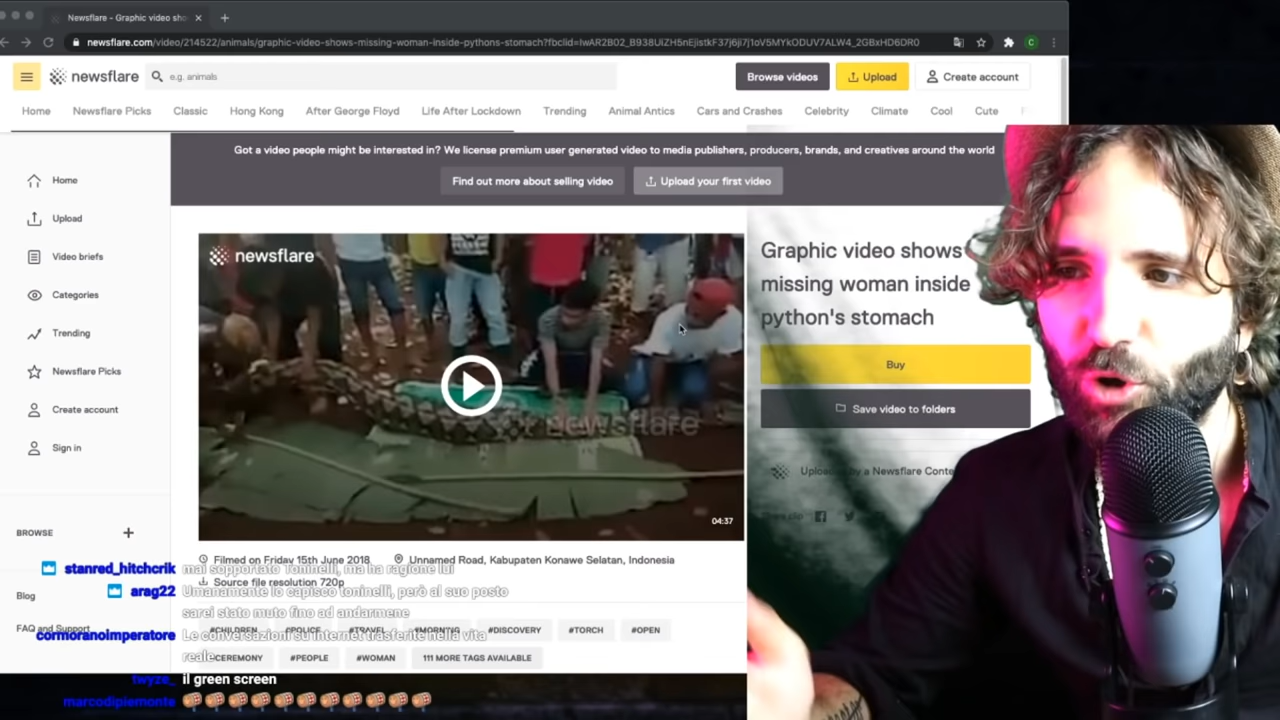 Newsflare - Graphic video sho
newsflare.com/video/214522/animals/graphic-video-shows-missing-woman-inside-pythons-stomach?fbclid=IwAR2B02_B938UlZH5nEjistkF37j6ji7j1oV5MYkODUV7ALW4_2GBxHD6DR0
C
newsflare
e.g. animals
Browse videos
Upload
Create account
Home
Newsflare Picks
Classic
Hong Kong
After George Floyd
Life After Lockdown
Trending
Animal Antics
Cars and Crashes
Celebrity
Climate
Cool
Cute
Got a video people might be interested in? We license premium user generated video to media publishers, producers, brands, and creatives around the world
Find out more about selling video
Upload your first video
Home
Upload
Video briefs
Categories
Trending
Newsflare Picks
Create account
Sign in
BROWSE
Blog
FAQ and Support
newsflare
newsflare
04:37
Graphic video shows
missing woman inside
python's stomach
Buy
Save video to folders
Uploaded by a Newsflare Conte
Filmed on Friday 15th June 2018
Unnamed Road, Kabupaten Konawe Selatan, Indonesia
Source file resolution 720p
#CHILDREN
#POLICE
#TRAVEL
#MORNTIG
#DISCOVERY
#TORCH
#OPEN
#CEREMONY
#PEOPLE
#WOMAN
111 MORE TAGS AVAILABLE
stanred_hitchcrik mai sopportato Toninelli, ma ha ragione lui
arag22 Umanamente lo capisco toninelli, però al suo posto
sarei stato muto fino ad andarmene
cormoranoimperatore Le conversazioni su internet trasferite nella vita
reale
twyze_ il green screen
marcodipiemonte